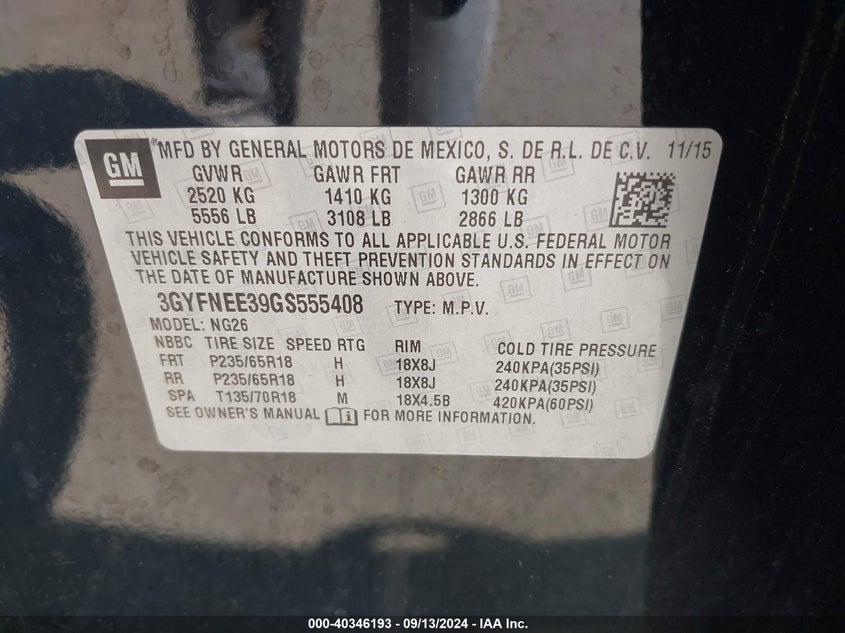 GM ® MFD BY GENERAL MOTORS DE MEXICO, S. DE R.L. DE C.V. 11/15
GVWR GAWR FRT GAWR RR
2520 KG 1410 KG 1300 KG
5556 LB 3108 LB 2866 LB
THIS VEHICLE CONFORMS TO ALL APPLICABLE U.S. FEDERAL MOTOR
VEHICLE SAFETY AND THEFT PREVENTION STANDARDS IN EFFECT ON
THE DATE OF MANUFACTURE SHOWN ABOVE.
3GYFNEE39GS555408 TYPE: M.P.V.
MODEL: NG26
NBBC TIRE SIZE SPEED RTG RIM COLD TIRE PRESSURE
FRT P235/65R18 H 18X8J 240KPA(35PSI)
RR P235/65R18 H 18X8J 240KPA(35PSI)
SPA T135/70R18 M 18X4.5B 420KPA(60PSI)
SEE OWNER'S MANUAL FOR MORE INFORMATION.
000-40346193 - 09/13/2024 - IAA Inc.